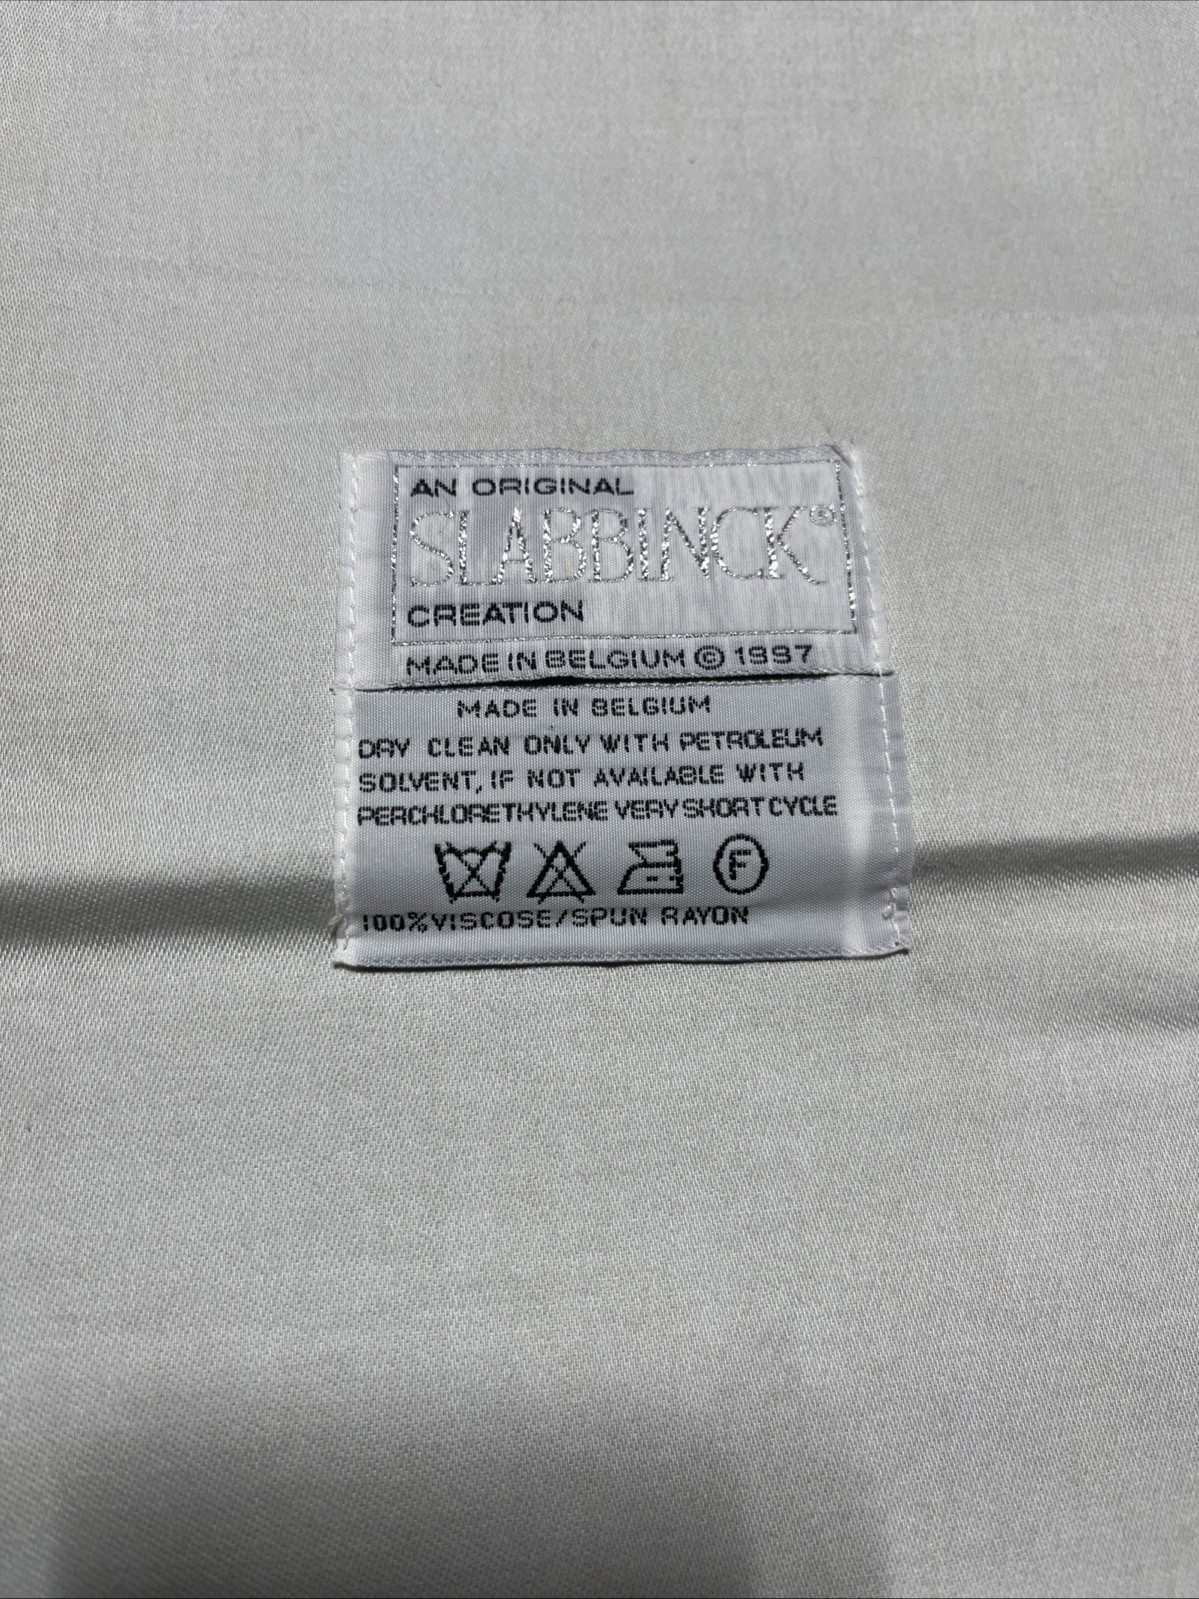 AN ORIGINAL
SLABBINCK®
CREATION
MADE IN BELGIUM © 1997
MADE IN BELGIUM
DRY CLEAN ONLY WITH PETROLEUM
SOLVENT, IF NOT AVAILABLE WITH
PERCHLORETHYLENE VERY SHORT CYCLE
F
100% VISCOSE/SPUN RAYON